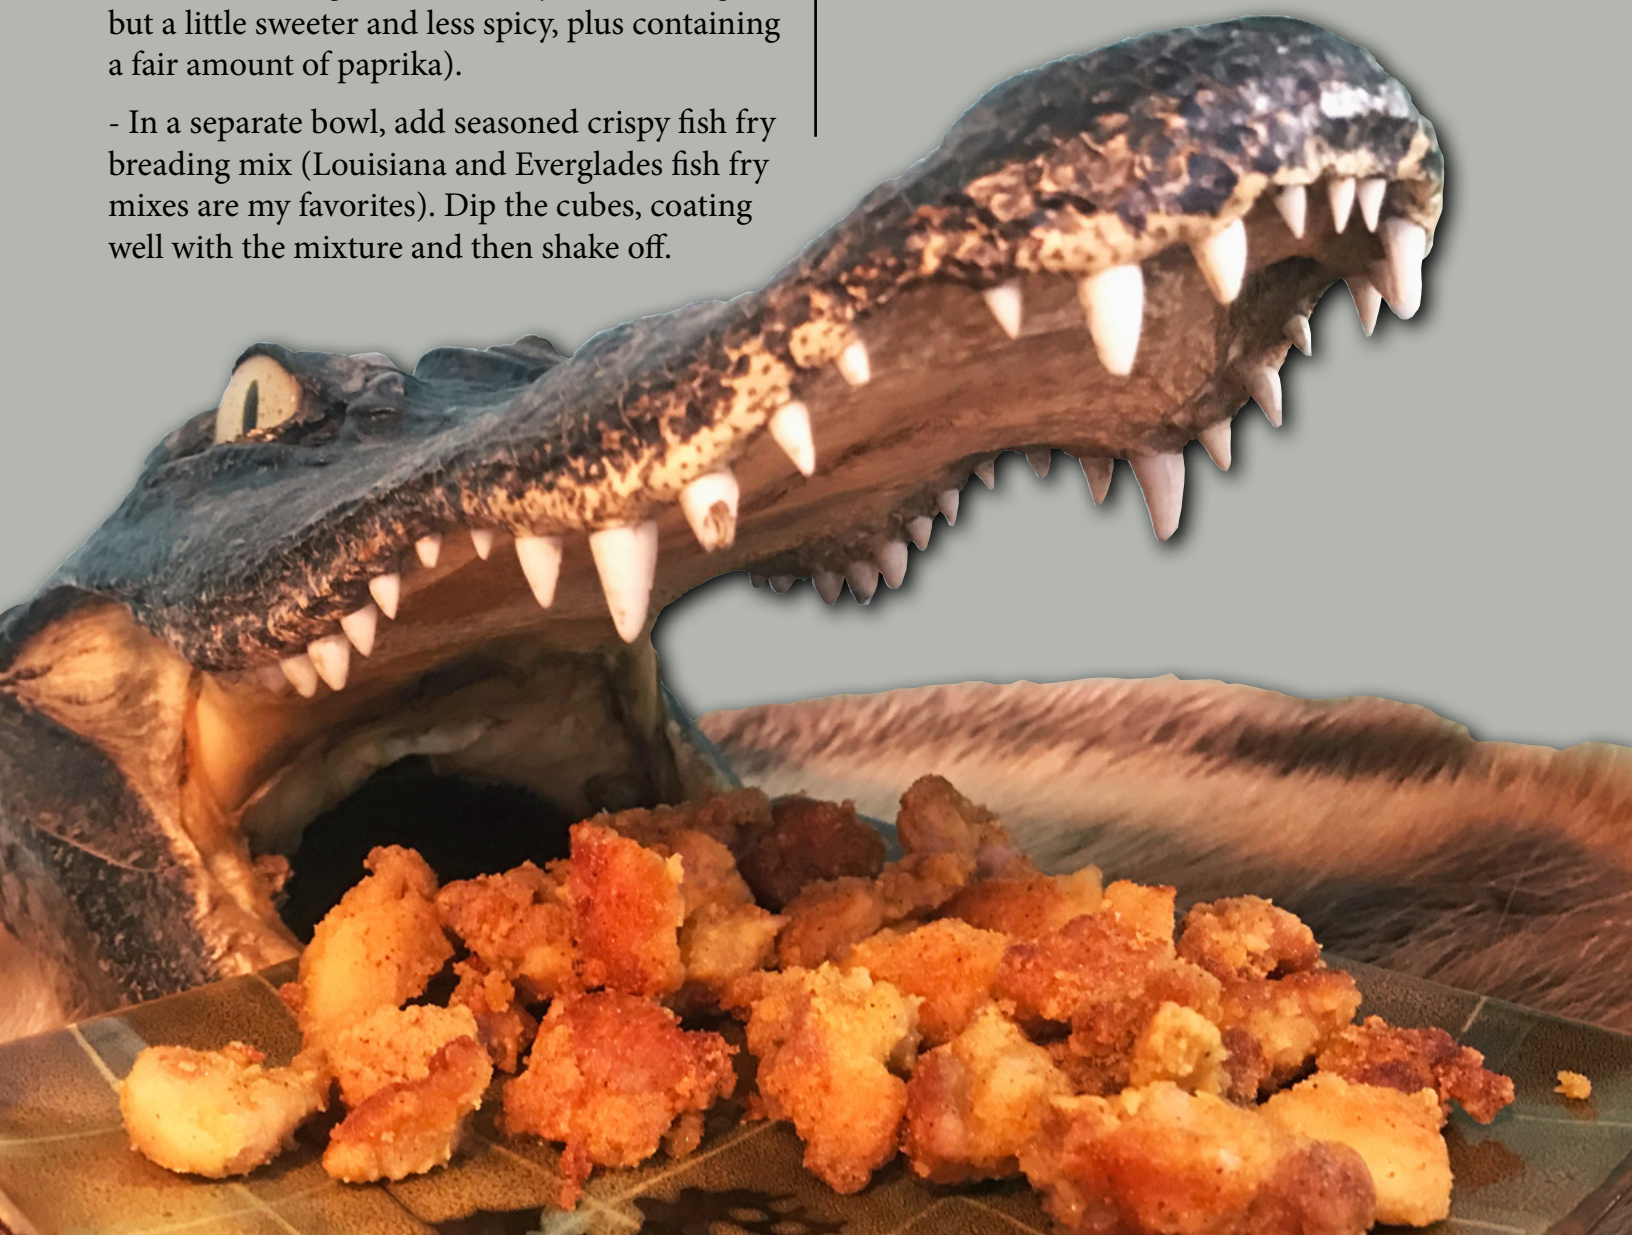 but a little sweeter and less spicy, plus containing
a fair amount of paprika).
- In a separate bowl, add seasoned crispy fish fry
breading mix (Louisiana and Everglades fish fry
mixes are my favorites). Dip the cubes, coating
well with the mixture and then shake off.